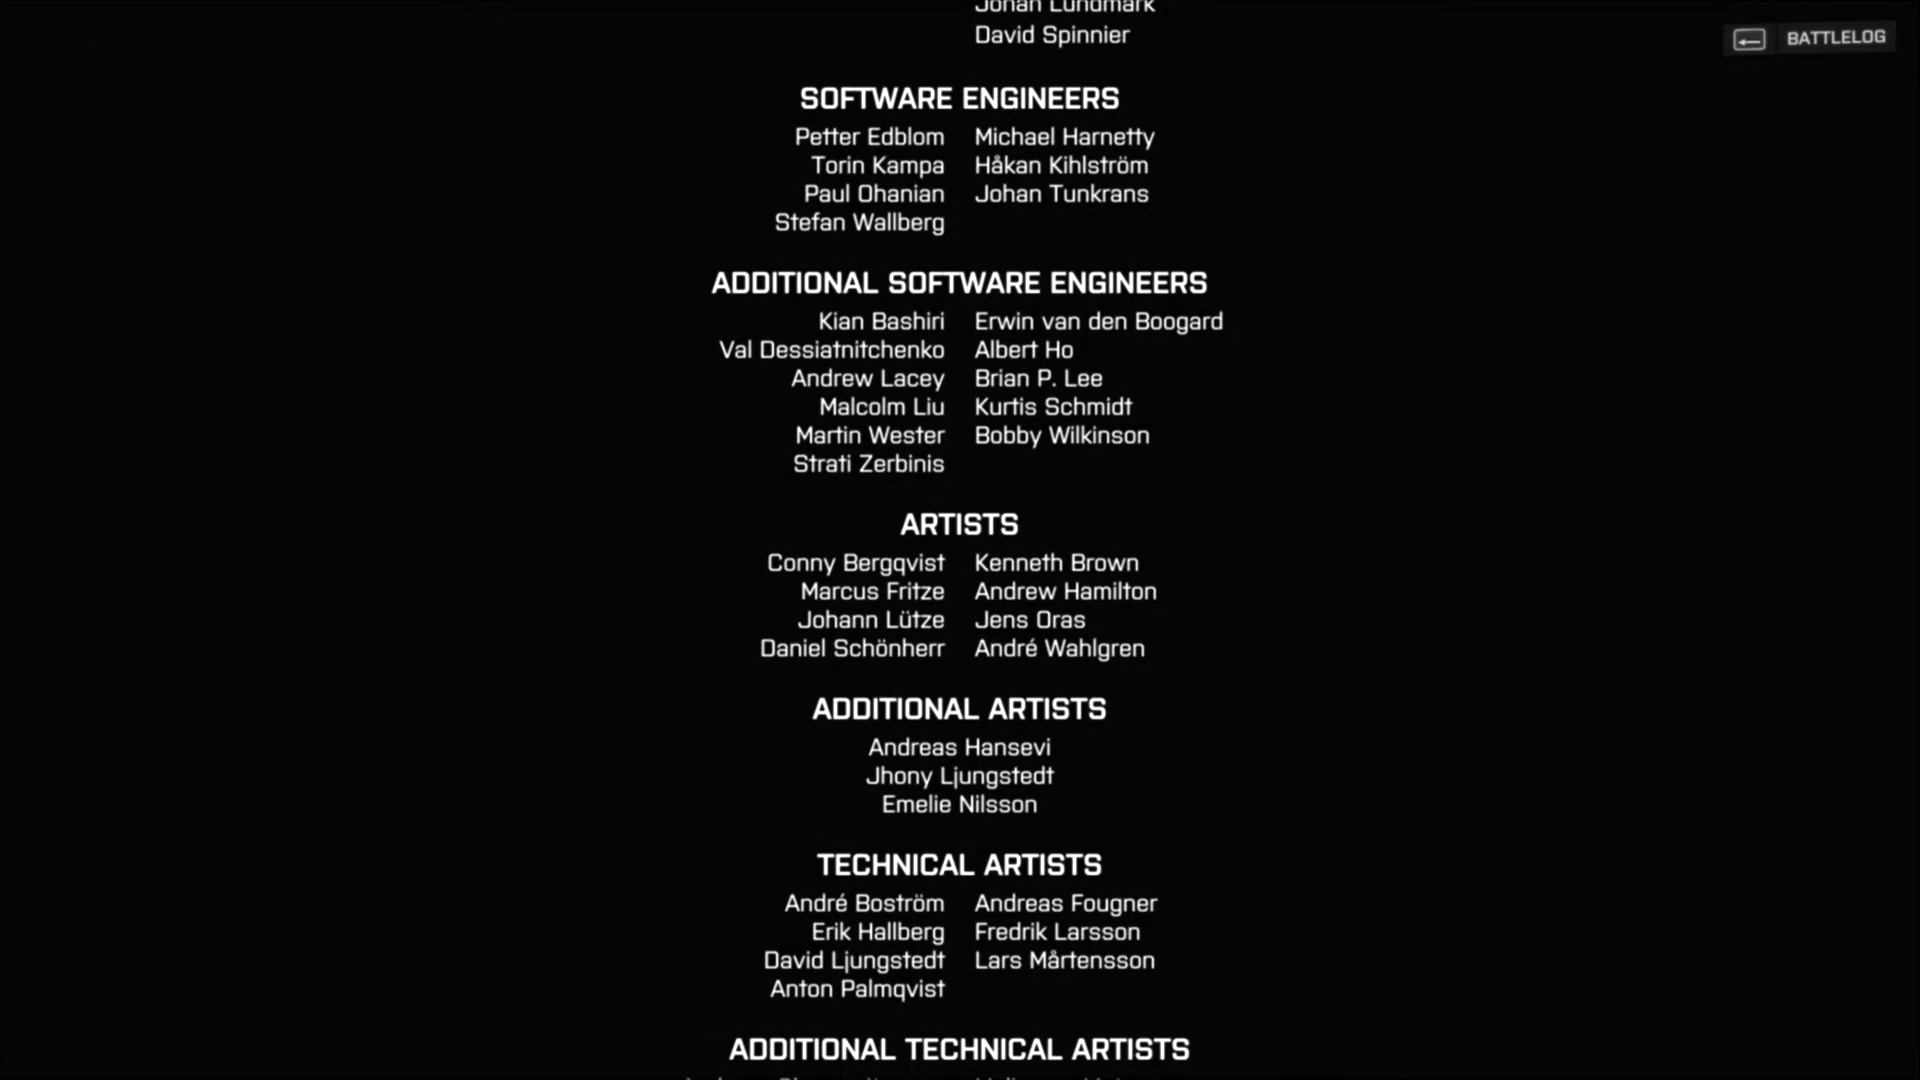 Johan Lundmark
David Spinnier
BATTLELOG
SOFTWARE ENGINEERS
Petter Edblom Michael Harnetty
Torin Kampa Håkan Kihlström
Paul Ohanian Johan Tunkrans
Stefan Wallberg
ADDITIONAL SOFTWARE ENGINEERS
Kian Bashiri Erwin van den Boogard
Val Dessiatnitchenko Albert Ho
Andrew Lacey Brian P. Lee
Malcolm Liu Kurtis Schmidt
Martin Wester Bobby Wilkinson
Strati Zerbinis
ARTISTS
Conny Bergqvist Kenneth Brown
Marcus Fritze Andrew Hamilton
Johann Lütze Jens Oras
Daniel Schönherr André Wahlgren
ADDITIONAL ARTISTS
Andreas Hansevi
Jhony Ljungstedt
Emelie Nilsson
TECHNICAL ARTISTS
André Boström Andreas Fougner
Erik Hallberg Fredrik Larsson
David Ljungstedt Lars Mårtensson
Anton Palmqvist
ADDITIONAL TECHNICAL ARTISTS